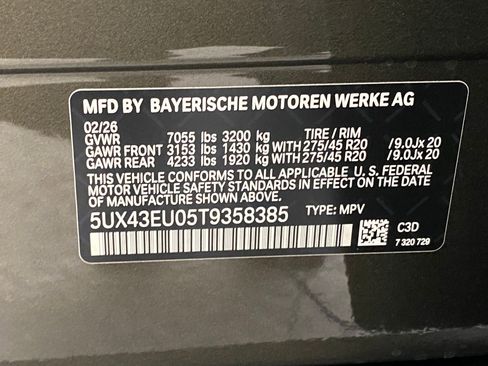 MFD BY BAYERISCHE MOTOREN WERKE AG
02/26
GVWR 7055 lbs 3200 kg TIRE / RIM
GAWR FRONT 3153 lbs 1430 kg WITH 275/45 R20 / 9.0Jx 20
GAWR REAR 4233 lbs 1920 kg WITH 275/45 R20 / 9.0Jx 20
THIS VEHICLE CONFORMS TO ALL APPLICABLE U. S. FEDERAL
MOTOR VEHICLE SAFETY STANDARDS IN EFFECT ON THE DATE
OF MANUFACTURE SHOWN ABOVE.
5UX43EU05T9358385 TYPE: MPV
C3D
7 320 729